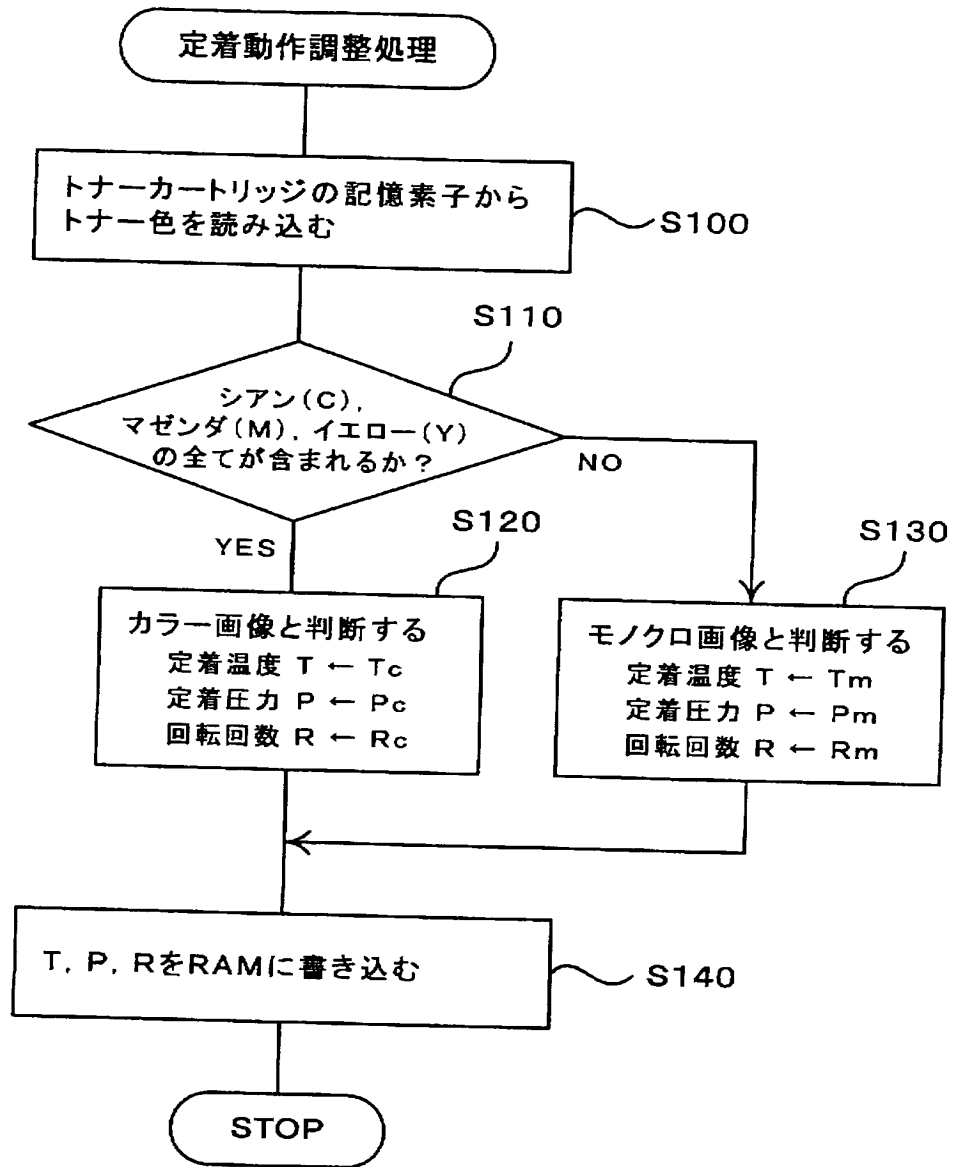 定着動作調整処理
トナーカートリッジの記憶素子から
トナー色を読み込む
S100
S110
シアン(C),
マゼンダ(M), イエロー(Y)
の全てが含まれるか?
NO
YES
S120
カラー画像と判断する
定着温度 T ← Tc
定着圧力 P ← Pc
回転回数 R ← Rc
S130
モノクロ画像と判断する
定着温度 T ← Tm
定着圧力 P ← Pm
回転回数 R ← Rm
T, P, RをRAMに書き込む
S140
STOP